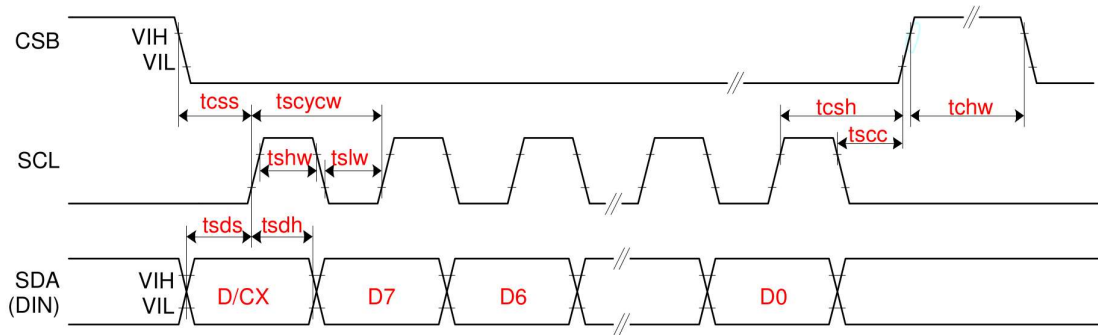 CSB
VIH
VIL
tcss
tscycw
tcsh
tchw
tscc
SCL
tshw
tslw
tsds
tsdh
SDA
(DIN)
VIH
VIL
D/CX
D7
D6
D0